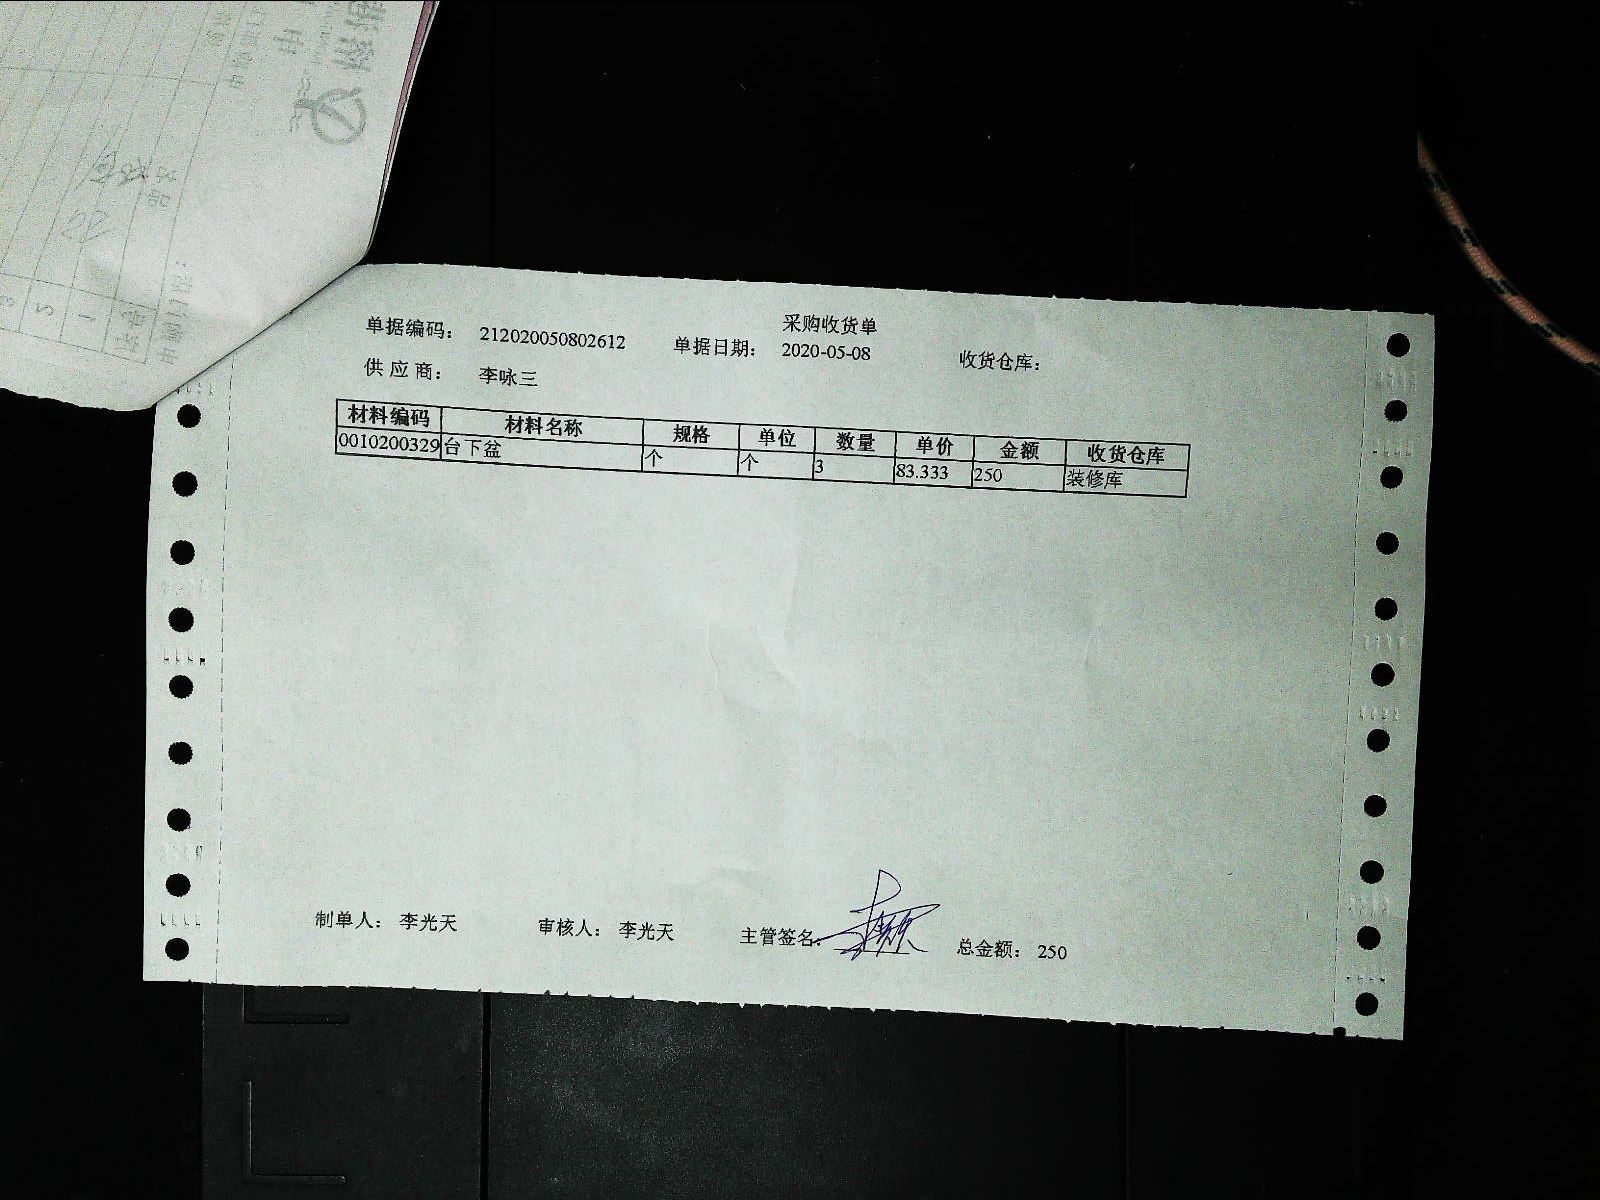 采购收货单
单据编码： 212020050802612 单据日期： 2020-05-08 收货仓库：
供 应 商： 李咏三
材料编码 材料名称 规格 单位 数量 单价 金额 收货仓库
0010200329 台下盆 个 个 3 83.333 250 装修库
制单人： 李光天 审核人： 李光天 主管签名： 总金额： 250